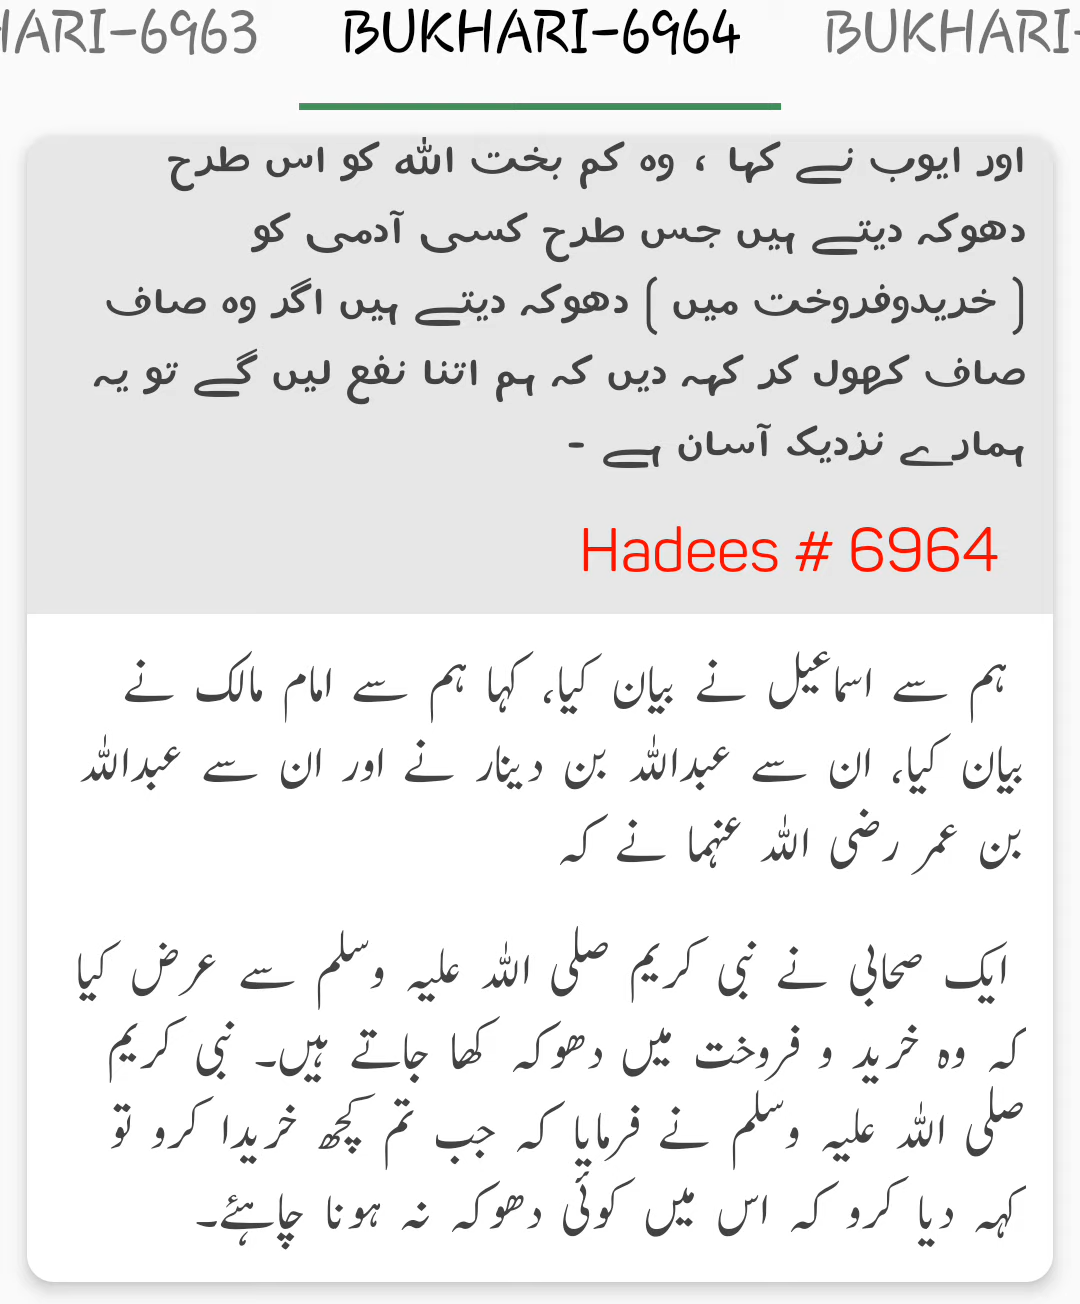 HARI-6963 BUKHARI-6964 BUKHARI-
اور ایوب نے کہا ، وہ کم بخت اللہ کو اس طرح
دھوکہ دیتے ہیں جس طرح کسی آدمی کو
( خریدوفروخت میں ) دھوکہ دیتے ہیں اگر وہ صاف
صاف کھول کر کہہ دیں کہ ہم اتنا نفع لیں گے تو یہ
ہمارے نزدیک آسان ہے -
Hadees # 6964
ہم سے اسماعیل نے بیان کیا، کہا ہم سے امام مالک نے
بیان کیا، ان سے عبداللہ بن دینار نے اور ان سے عبداللہ
بن عمر رضی اللہ عنہما نے کہ
ایک صحابی نے نبی کریم صلی اللہ علیہ وسلم سے عرض کیا
کہ وہ خرید و فروخت میں دھوکہ کھا جاتے ہیں۔ نبی کریم
صلی اللہ علیہ وسلم نے فرمایا کہ جب تم کچھ خریدا کرو تو
کہہ دیا کرو کہ اس میں کوئی دھوکہ نہ ہونا چاہئے۔